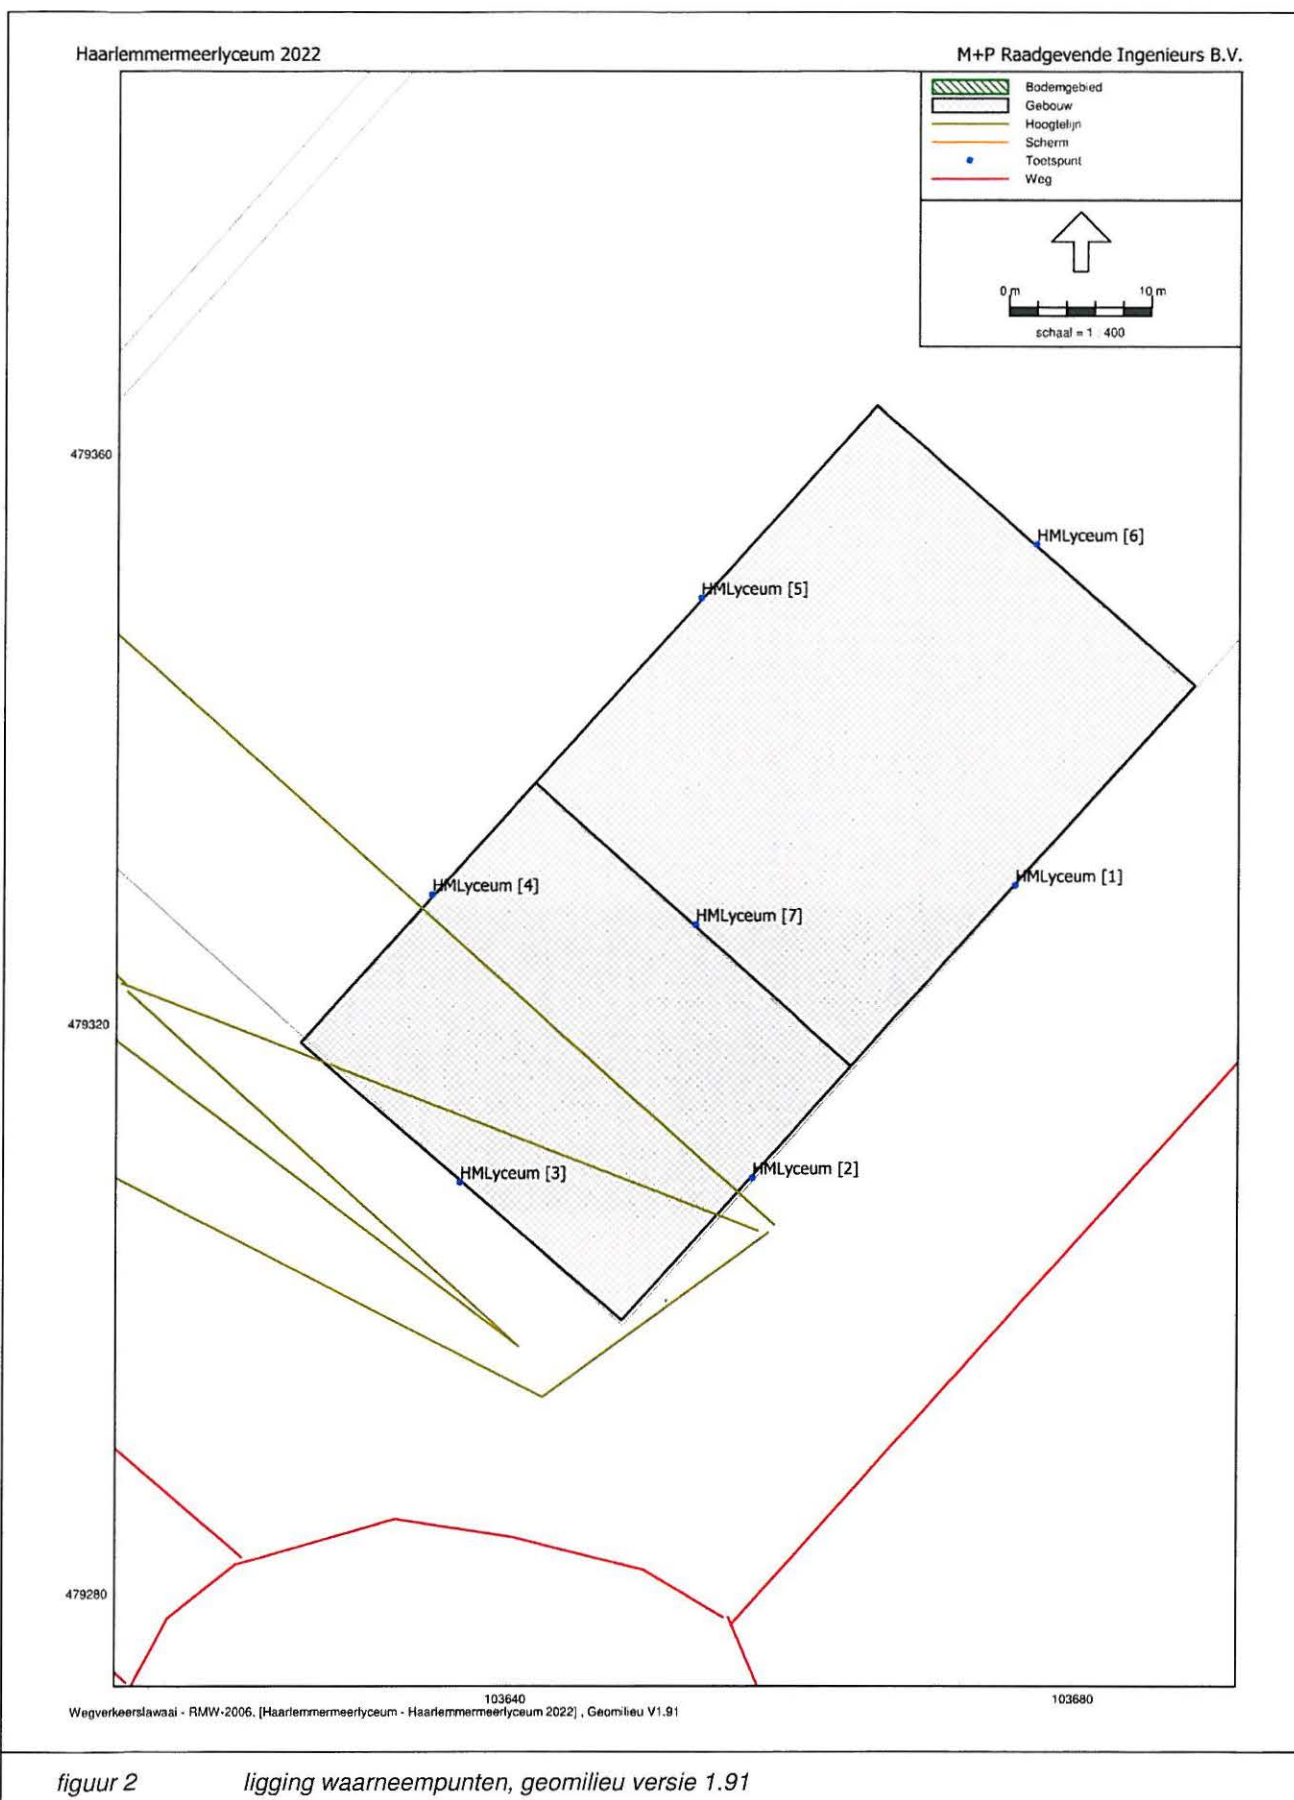 Haarlemmermeerlyceum 2022
M+P Raadgevende Ingenieurs B.V.
Bodemgebied
Gebouw
Hoogtelijn
Scherm
Toetspunt
Weg
0 m
10 m
schaal = 1 : 400
479360
HMLyceum [6]
HMLyceum [5]
HMLyceum [4]
HMLyceum [1]
HMLyceum [7]
479320
HMLyceum [3]
HMLyceum [2]
479280
103640
103680
Wegverkeerslawaai - RMW-2006, [Haarlemmermeerlyceum - Haarlemmermeerlyceum 2022] , Geomilieu V1.91
figuur 2
ligging waarneempunten, geomilieu versie 1.91